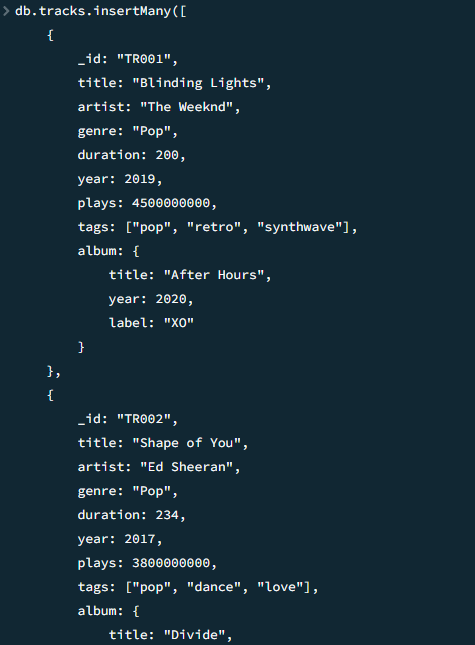 > db.tracks.insertMany([
{
_id: "TR001",
title: "Blinding Lights",
artist: "The Weeknd",
genre: "Pop",
duration: 200,
year: 2019,
plays: 4500000000,
tags: ["pop", "retro", "synthwave"],
album: {
title: "After Hours",
year: 2020,
label: "XO"
}
},
{
_id: "TR002",
title: "Shape of You",
artist: "Ed Sheeran",
genre: "Pop",
duration: 234,
year: 2017,
plays: 3800000000,
tags: ["pop", "dance", "love"],
album: {
title: "Divide",